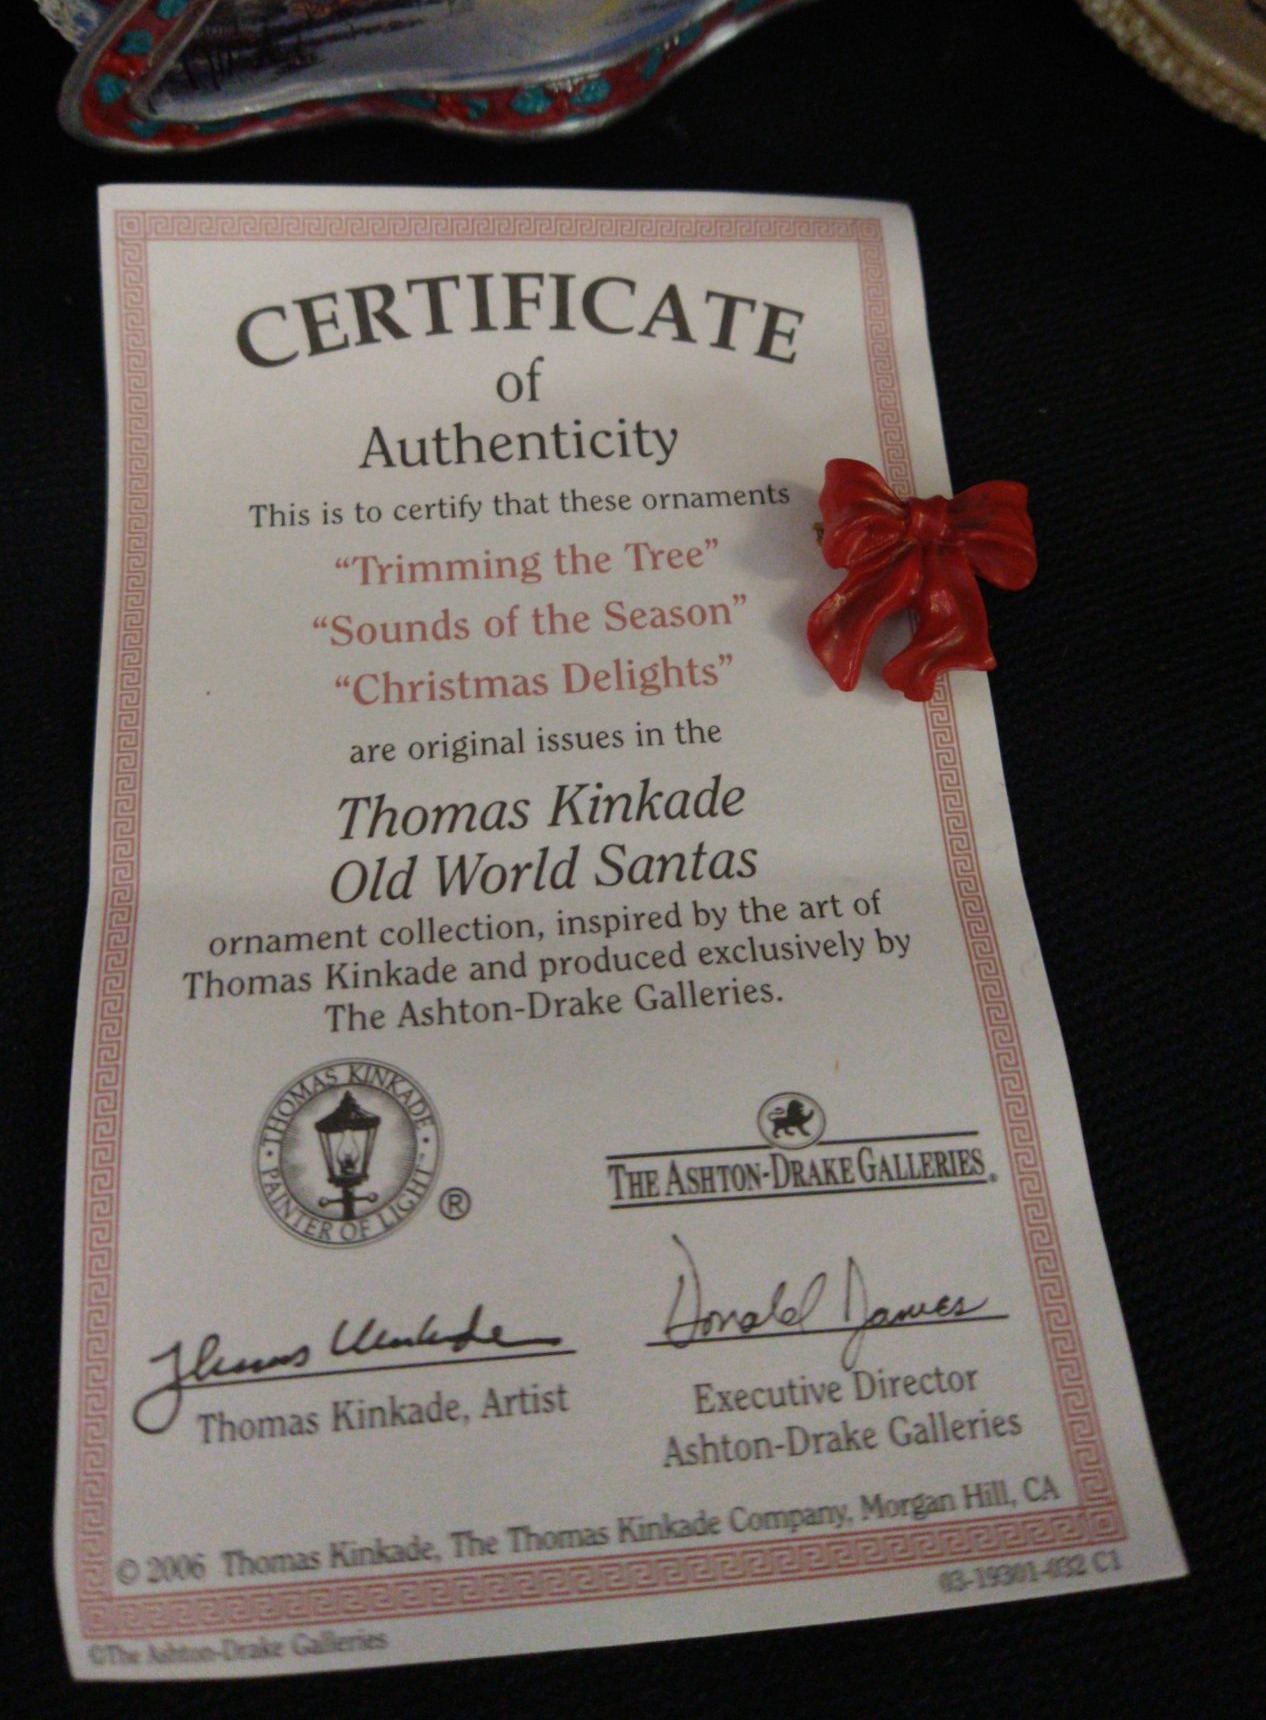 CERTIFICATE
of
Authenticity
This is to certify that these ornaments
“Trimming the Tree”
“Sounds of the Season”
“Christmas Delights”
are original issues in the
Thomas Kinkade
Old World Santas
ornament collection, inspired by the art of
Thomas Kinkade and produced exclusively by
The Ashton-Drake Galleries.
·THOMAS KINKADE·
PAINTER OF LIGHT™
®
THE ASHTON-DRAKE GALLERIES®
Thomas Kinkade
Thomas Kinkade, Artist
Donald James
Executive Director
Ashton-Drake Galleries
© 2006 Thomas Kinkade, The Thomas Kinkade Company, Morgan Hill, CA
03-19301-032 C1
©The Ashton-Drake Galleries